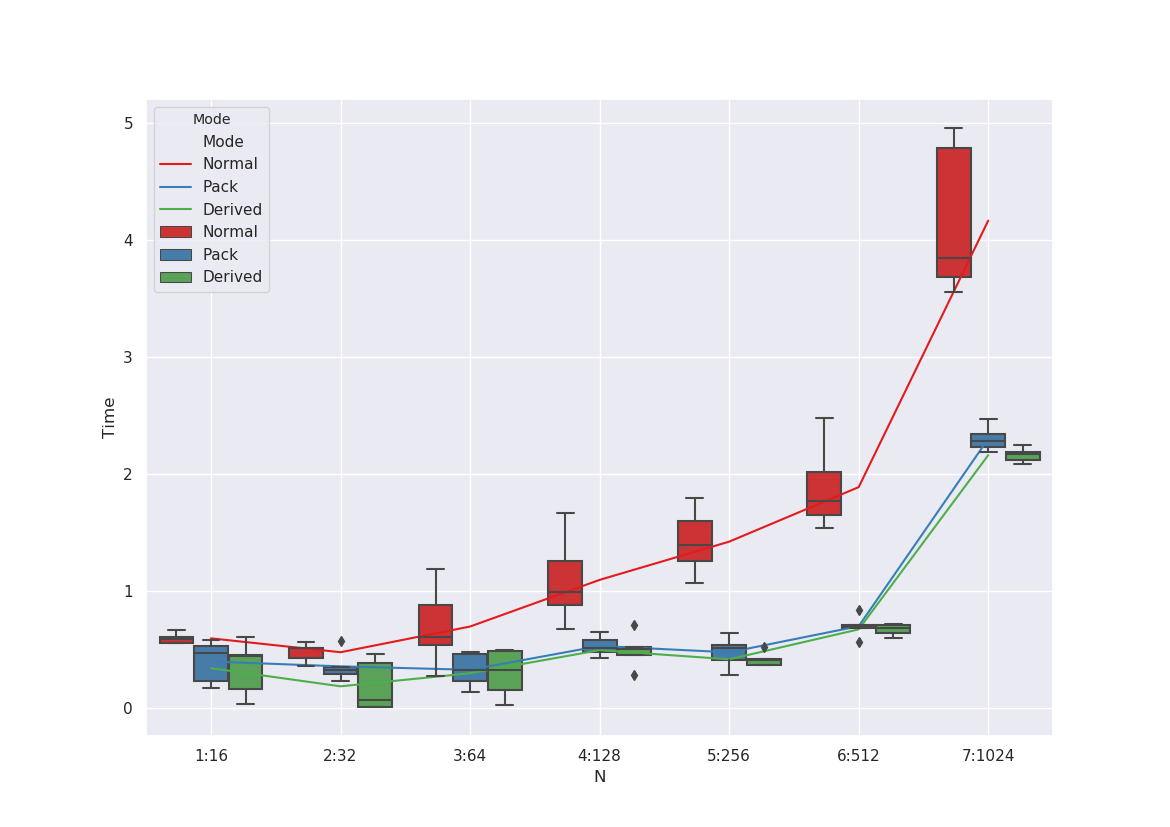 Mode
Mode
Normal
Pack
Derived
Normal
Pack
Derived
5
4
3
2
1
0
Time
1:16
2:32
3:64
4:128
5:256
6:512
7:1024
N